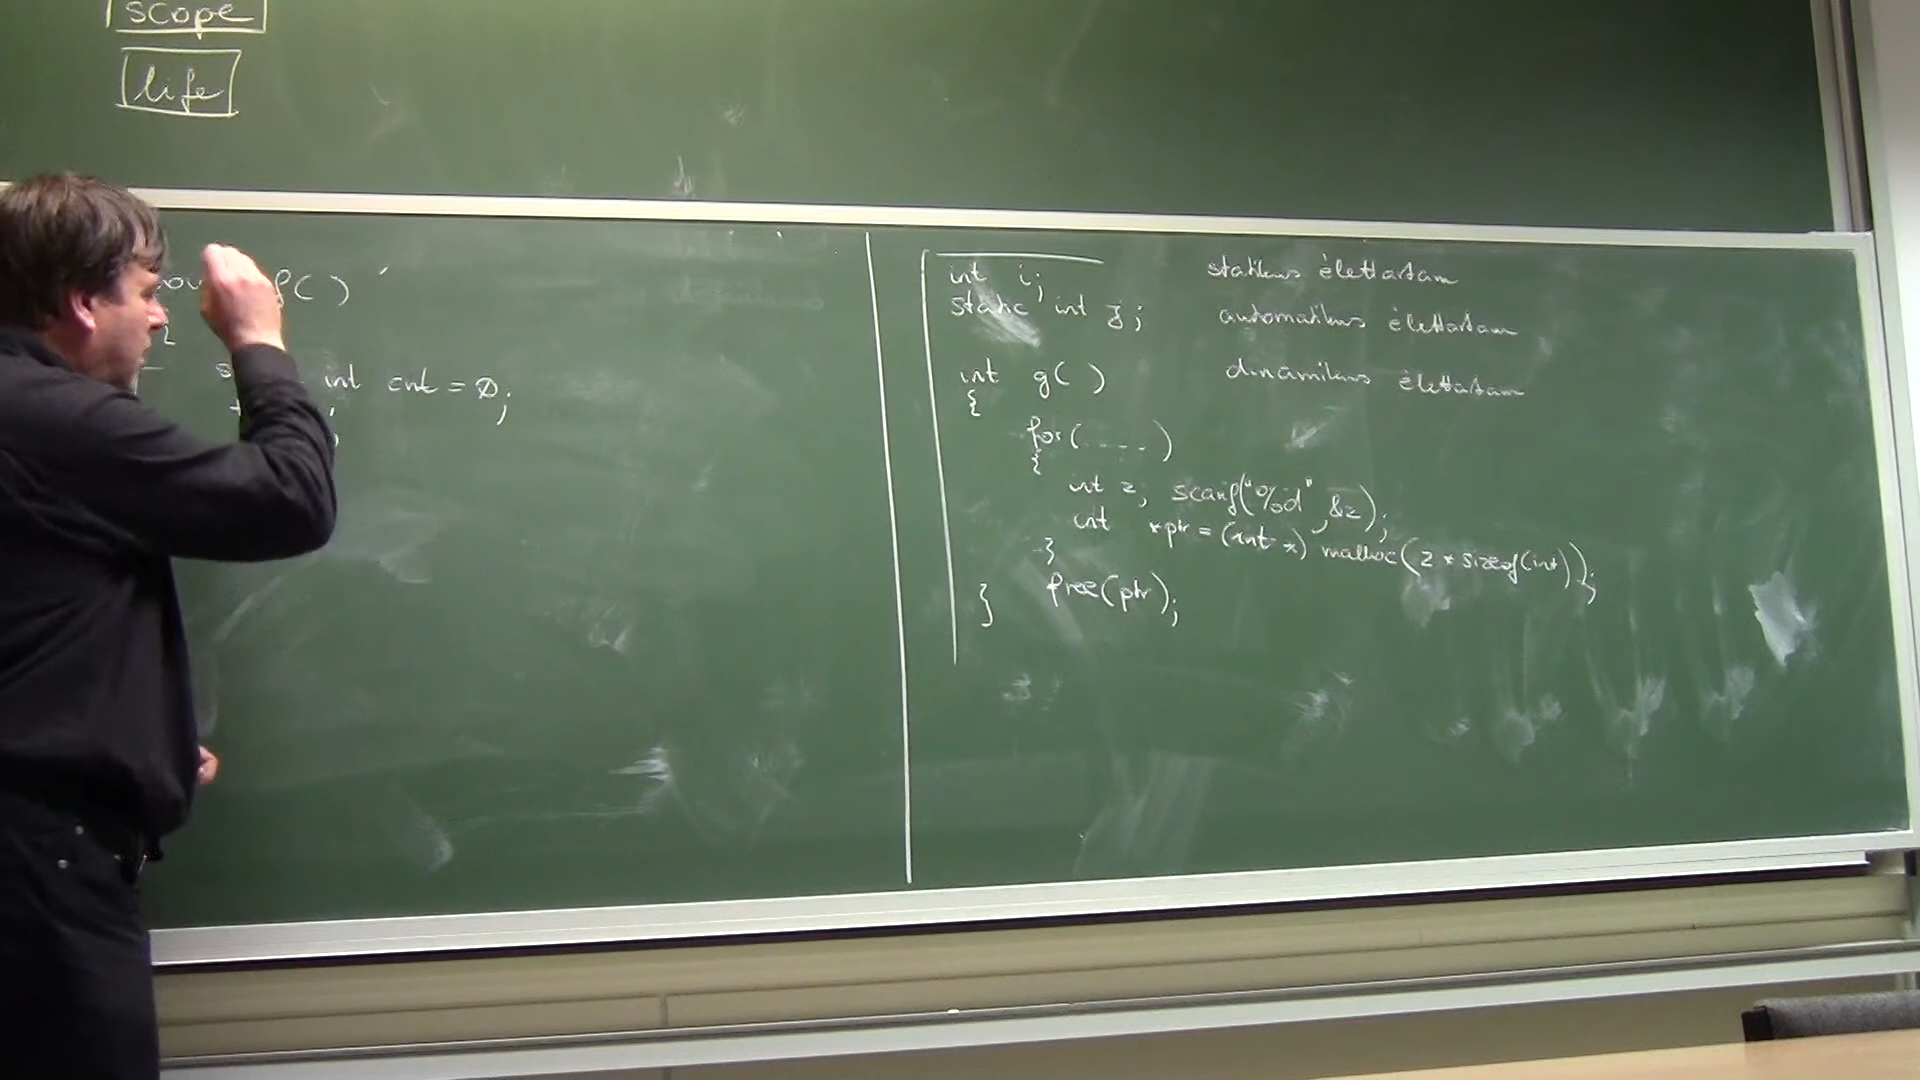 scope
life
f( )
int cnt = 0;
int i;
static int j;
int g( )
{
for( .... )
{
int z; scanf("%d", &z);
int *ptr = (int *) malloc(z * sizeof(int));
}
free(ptr);
}
statikus élettartam
automatikus élettartam
dinamikus élettartam